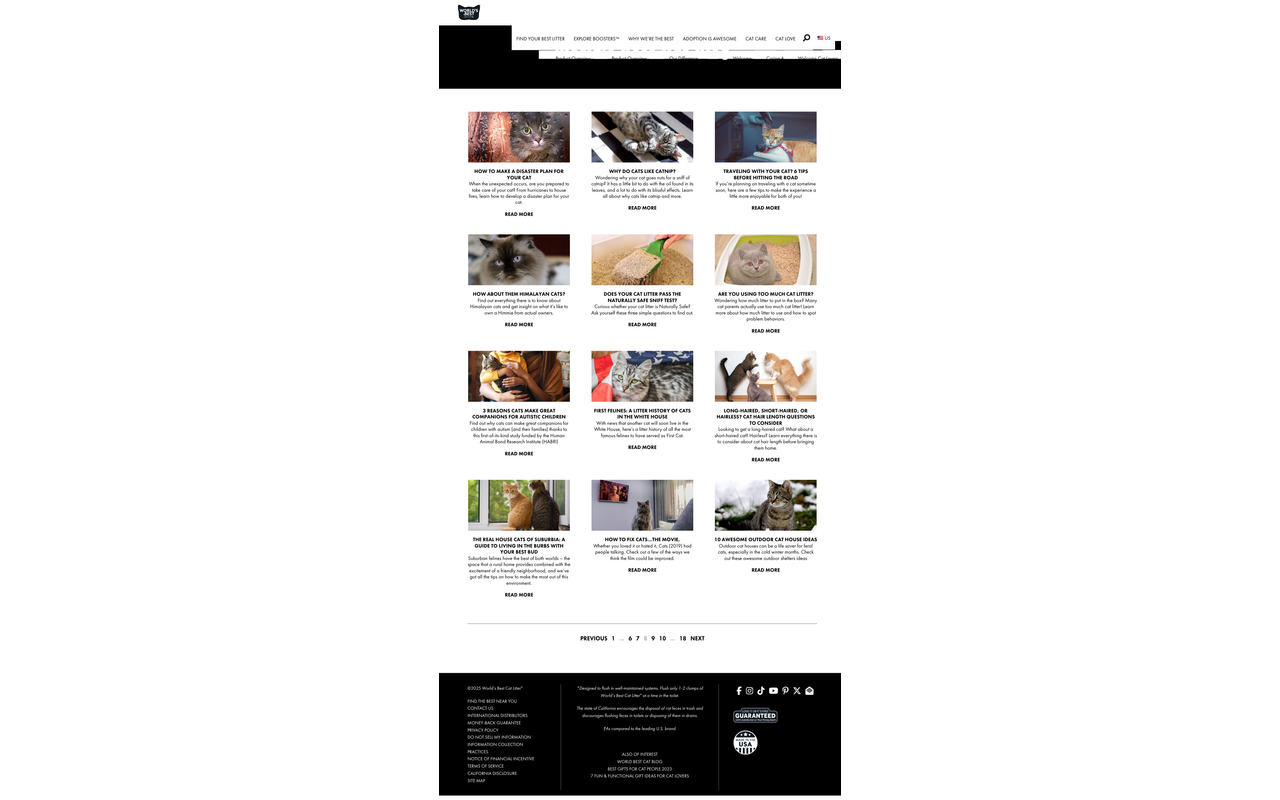 WORLD'S
BEST
FIND YOUR BEST LITTER EXPLORE BOOSTERS™ WHY WE'RE THE BEST ADOPTION IS AWESOME CAT CARE CAT LOVE US
HOW TO MAKE A DISASTER PLAN FOR
YOUR CAT
When the unexpected occurs, are you prepared to
take care of your cat? From hurricanes to house
fires, learn how to develop a disaster plan for your
cat.
READ MORE
WHY DO CATS LIKE CATNIP?
Wondering why your cat goes nuts for a sniff of
catnip? It has a little bit to do with the oil found in its
leaves, and a lot to do with its blissful effects. Learn
all about why cats like catnip and more.
READ MORE
TRAVELING WITH YOUR CAT? 6 TIPS
BEFORE HITTING THE ROAD
If you're planning on traveling with a cat sometime
soon, here are a few tips to make the experience a
little more enjoyable for both of you!
READ MORE
HOW ABOUT THEM HIMALAYAN CATS?
Find out everything there is to know about
Himalayan cats and get insight on what it's like to
own a Himmie from actual owners.
READ MORE
DOES YOUR CAT LITTER PASS THE
NATURALLY SAFE SNIFF TEST?
Curious whether your cat litter is Naturally Safe?
Ask yourself these three simple questions to find out.
READ MORE
ARE YOU USING TOO MUCH CAT LITTER?
Wondering how much litter to put in the box? Many
cat parents actually use too much cat litter! Learn
more about how much litter to use and how to spot
problem behaviors.
READ MORE
3 REASONS CATS MAKE GREAT
COMPANIONS FOR AUTISTIC CHILDREN
Find out why cats can make great companions for
children with autism (and their families) thanks to
this first-of-its-kind study funded by the Human
Animal Bond Research Institute (HABRI)
READ MORE
FIRST FELINES: A LITTER HISTORY OF CATS
IN THE WHITE HOUSE
With news that another cat will soon live in the
White House, here's a litter history of all the most
famous felines to have served as First Cat.
READ MORE
LONG-HAIRED, SHORT-HAIRED, OR
HAIRLESS? CAT HAIR LENGTH QUESTIONS
TO CONSIDER
Looking to get a long-haired cat? What about a
short-haired cat? Hairless? Learn everything there is
to consider about cat hair length before bringing
them home.
READ MORE
THE REAL HOUSE CATS OF SUBURBIA: A
GUIDE TO LIVING IN THE BURBS WITH
YOUR BEST BUD
Suburban felines have the best of both worlds – the
space that a rural home provides combined with the
excitement of a friendly neighborhood, and we've
got all the tips on how to make the most out of this
environment.
READ MORE
HOW TO FIX CATS...THE MOVIE.
Whether you loved it or hated it, Cats (2019) had
people talking. Check out a few of the ways we
think the film could be improved.
READ MORE
10 AWESOME OUTDOOR CAT HOUSE IDEAS
Outdoor cat houses can be a life saver for feral
cats, especially in the cold winter months. Check
out these awesome outdoor shelters ideas.
READ MORE
PREVIOUS 1 ... 6 7 8 9 10 ... 18 NEXT
©2025 World's Best Cat Litter®
FIND THE BEST NEAR YOU
CONTACT US
INTERNATIONAL DISTRIBUTORS
MONEY-BACK GUARANTEE
PRIVACY POLICY
DO NOT SELL MY INFORMATION
INFORMATION COLLECTION
PRACTICES
NOTICE OF FINANCIAL INCENTIVE
TERMS OF SERVICE
CALIFORNIA DISCLOSURE
SITE MAP
*Designed to flush in well-maintained systems. Flush only 1-2 clumps of
World's Best Cat Litter® at a time in the toilet.
The state of California encourages the disposal of cat feces in trash and
discourages flushing feces in toilets or disposing of them in drains.
‡As compared to the leading U.S. brand.
ALSO OF INTEREST
WORLD BEST CAT BLOG
BEST GIFTS FOR CAT PEOPLE 2023
7 FUN & FUNCTIONAL GIFT IDEAS FOR CAT LOVERS
GUARANTEED
MADE IN THE
USA